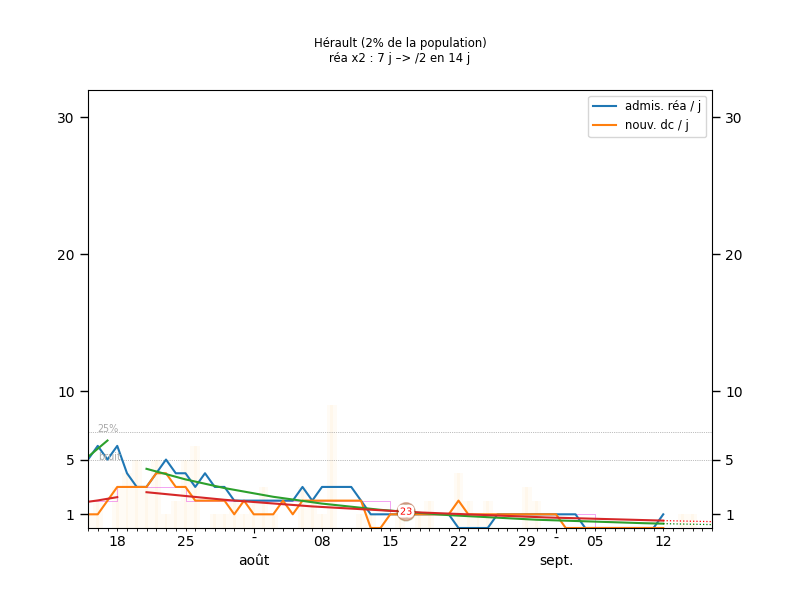 Hérault (2% de la population)
réa x2 : 7 j –> /2 en 14 j
admis. réa / j
nouv. dc / j
30 30
20 20
10 10
5 5
1 1
25%
23
18 25 - 08 15 22 29 - 05 12
août sept.